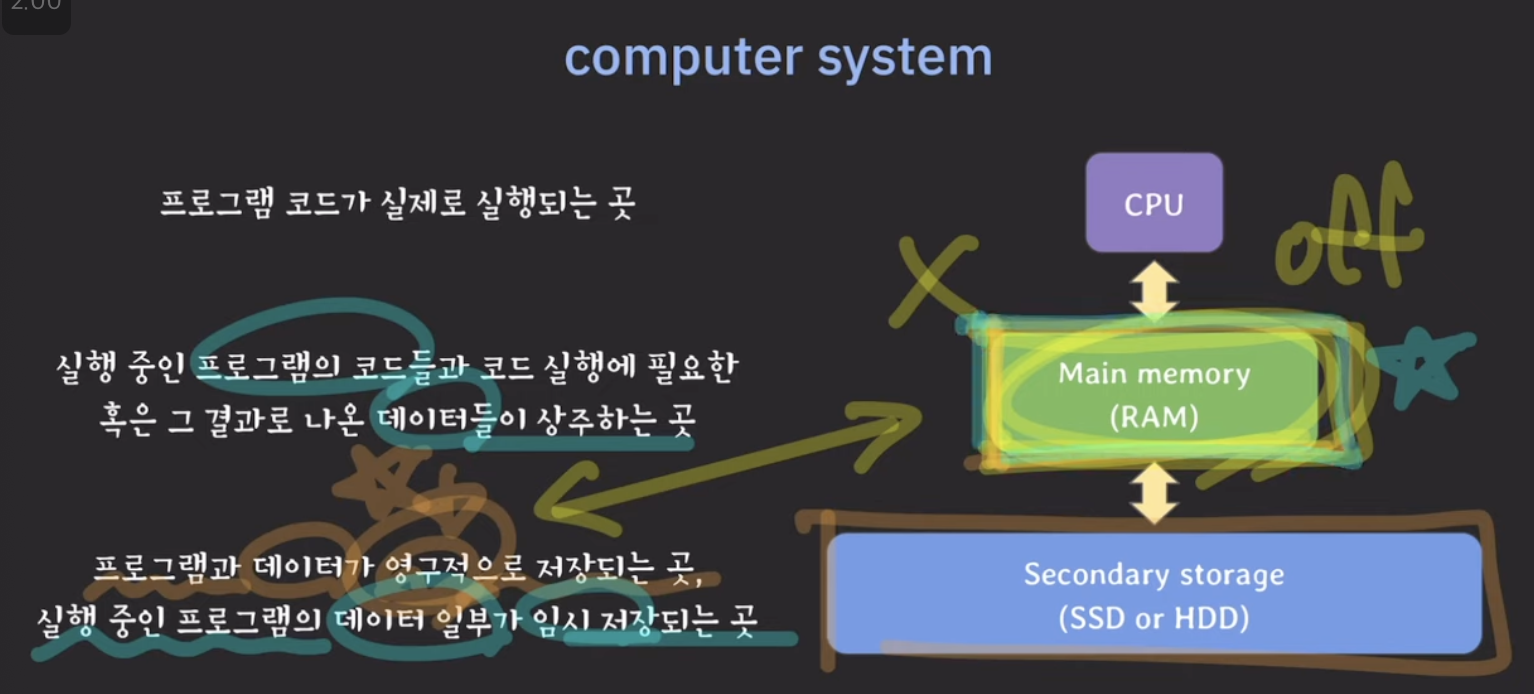 2:00
computer system
프로그램 코드가 실제로 실행되는 곳
CPU
off
X
실행 중인 프로그램의 코드들과 코드 실행에 필요한
혹은 그 결과로 나온 데이터들이 상주하는 곳
Main memory
(RAM)
프로그램과 데이터가 영구적으로 저장되는 곳,
실행 중인 프로그램의 데이터 일부가 임시 저장되는 곳
Secondary storage
(SSD or HDD)